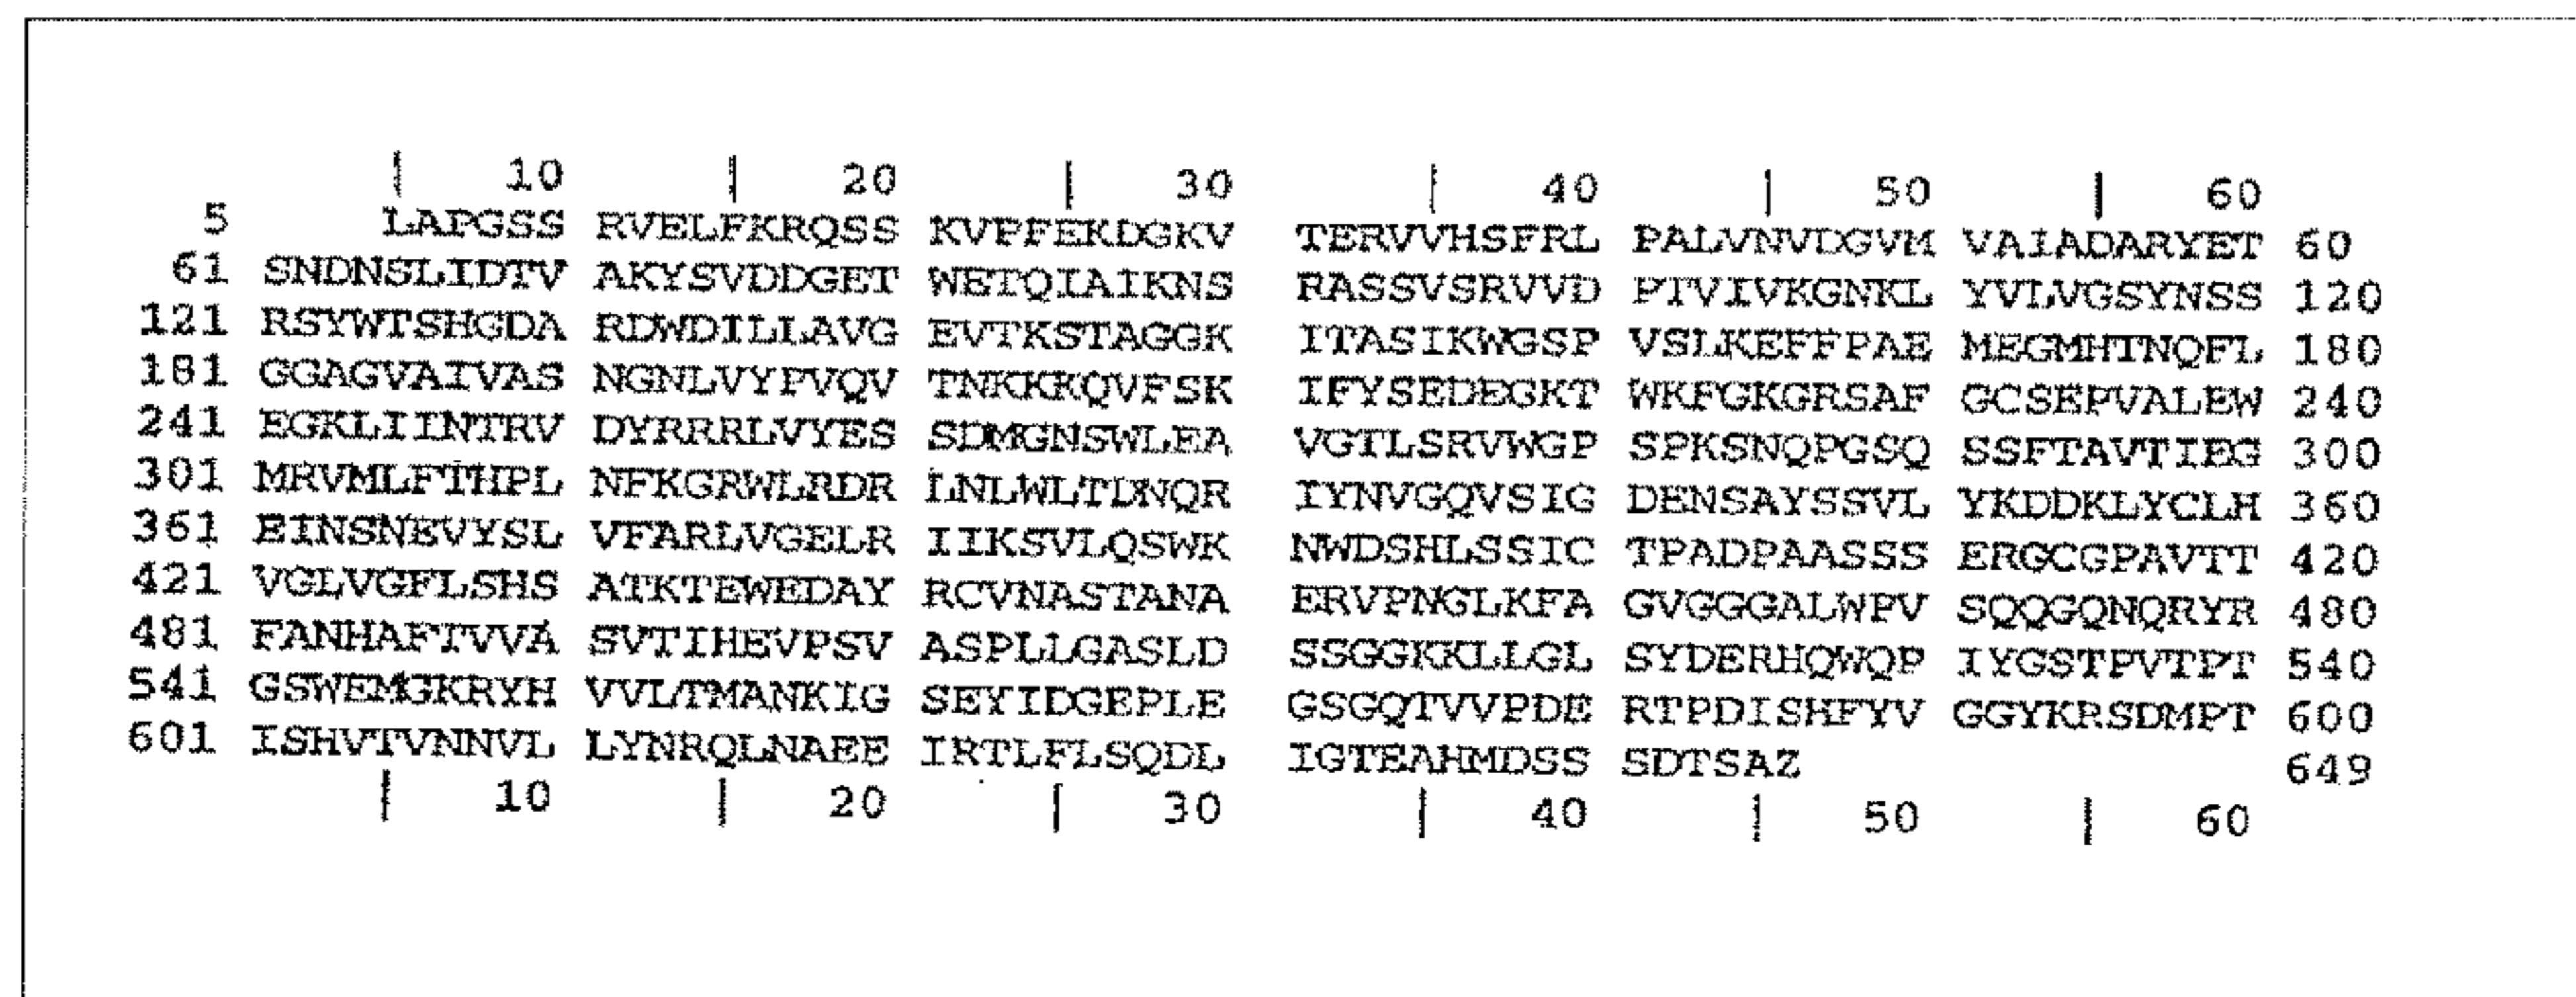 | 10 | 20 | 30 | 40 | 50 | 60
5 LAPGSS RVELFKRQSS KVPFEKDGKV TERVVHSFRL PALVNVDGVM VAIADARYET 60
61 SNDNSLIDTV AKYSVDDGET WETQIAIKNS RASSVSRVVD PTVIVKGNKL YVLVGSYNSS 120
121 RSYWTSHGDA RDWDILLAVG EVTKSTAGGK ITASIKWGSP VSLKEFFPAE MEGMHTNQFL 180
181 GGAGVAIVAS NGNLVYPVQV TNKKKQVFSK IFYSEDEGKT WKFGKGRSAF GCSEPVALEW 240
241 EGKLIINTRV DYRRRLVYES SDMGNSWLEA VGTLSRVWGP SPKSNQPGSQ SSFTAVTIEG 300
301 MRVMLFTHPL NFKGRWLRDR LNLWLTDNQR IYNVGQVSIG DENSAYSSVL YKDDKLYCLH 360
361 EINSNEVYSL VFARLVGELR IIKSVLQSWK NWDSHLSSIC TPADPAASSS ERGCGPAVTT 420
421 VGLVGFLSHS ATKTEWEDAY RCVNASTANA ERVPNGLKFA GVGGGALWPV SQQGQNQRYR 480
481 FANHAFTVVA SVTIHEVPSV ASPLLGASLD SSGGKKLLGL SYDERHQWQP IYGSTPVTPT 540
541 GSWEMGKRYH VVLTMANKIG SEYIDGEPLE GSGQTVVPDE RTPDISHFYV GGYKRSDMPT 600
601 ISHVTVNNVL LYNRQLNAEE IRTLFLSQDL IGTEAHMDSS SDTSAZ 649
| 10 | 20 | 30 | 40 | 50 | 60